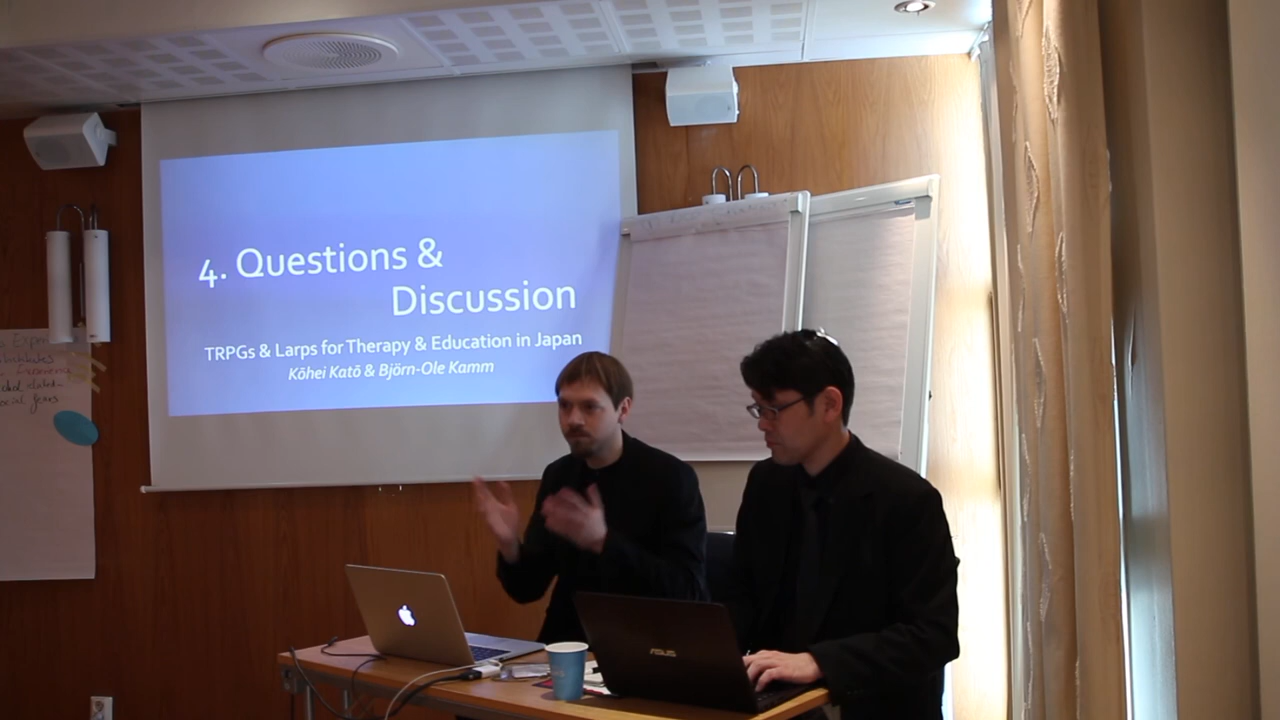 4. Questions &
Discussion
TRPGs & Larps for Therapy & Education in Japan
Kōhei Katō & Björn-Ole Kamm
ASUS